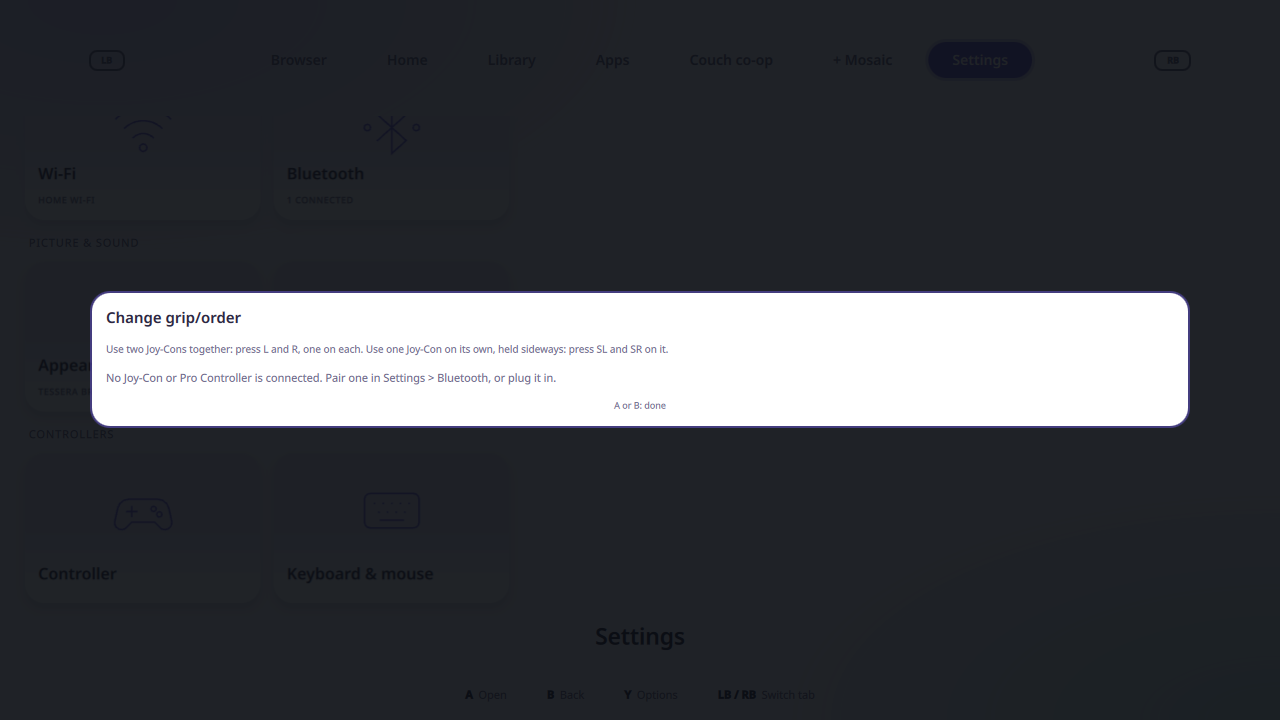 LB
Browser
Home
Library
Apps
Couch co-op
+ Mosaic
Settings
RB
Wi-Fi
HOME WI-FI
Bluetooth
1 CONNECTED
PICTURE & SOUND
Change grip/order
Use two Joy-Cons together: press L and R, one on each. Use one Joy-Con on its own, held sideways: press SL and SR on it.
No Joy-Con or Pro Controller is connected. Pair one in Settings > Bluetooth, or plug it in.
A or B: done
CONTROLLERS
Controller
Keyboard & mouse
Settings
A Open
B Back
Y Options
LB / RB Switch tab